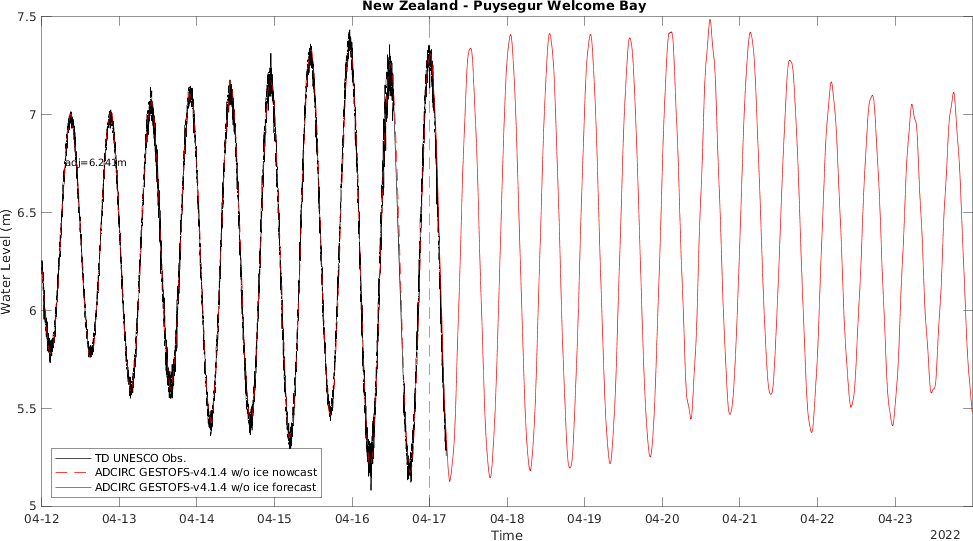 New Zealand - Puysegur Welcome Bay
7.5
7
6.5
6
5.5
5
Water Level (m)
adj=6.241m
TD UNESCO Obs.
ADCIRC GESTOFS-v4.1.4 w/o ice nowcast
ADCIRC GESTOFS-v4.1.4 w/o ice forecast
04-12 04-13 04-14 04-15 04-16 04-17 04-18 04-19 04-20 04-21 04-22 04-23
Time
2022